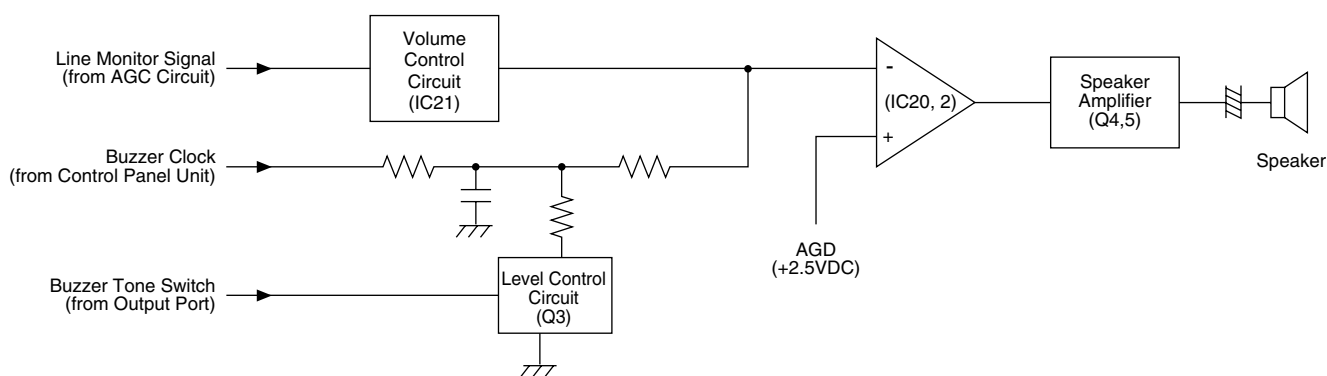 Line Monitor Signal
(from AGC Circuit)
Volume
Control
Circuit
(IC21)
-
(IC20, 2)
+
Speaker
Amplifier
(Q4,5)
Speaker
Buzzer Clock
(from Control Panel Unit)
AGD
(+2.5VDC)
Buzzer Tone Switch
(from Output Port)
Level Control
Circuit
(Q3)